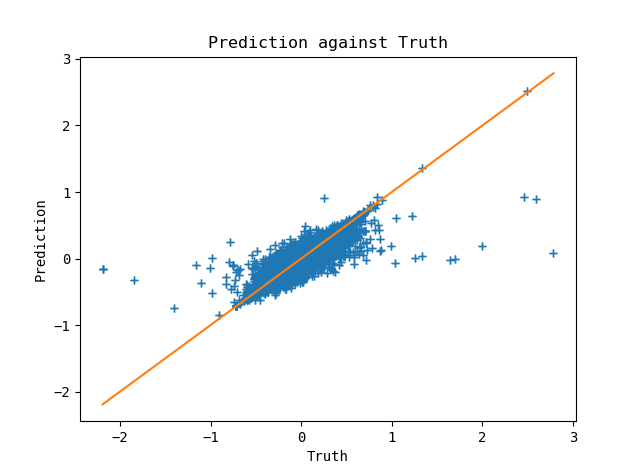 Prediction against Truth
3
2
1
0
−1
−2
Prediction
−2 −1 0 1 2 3
Truth